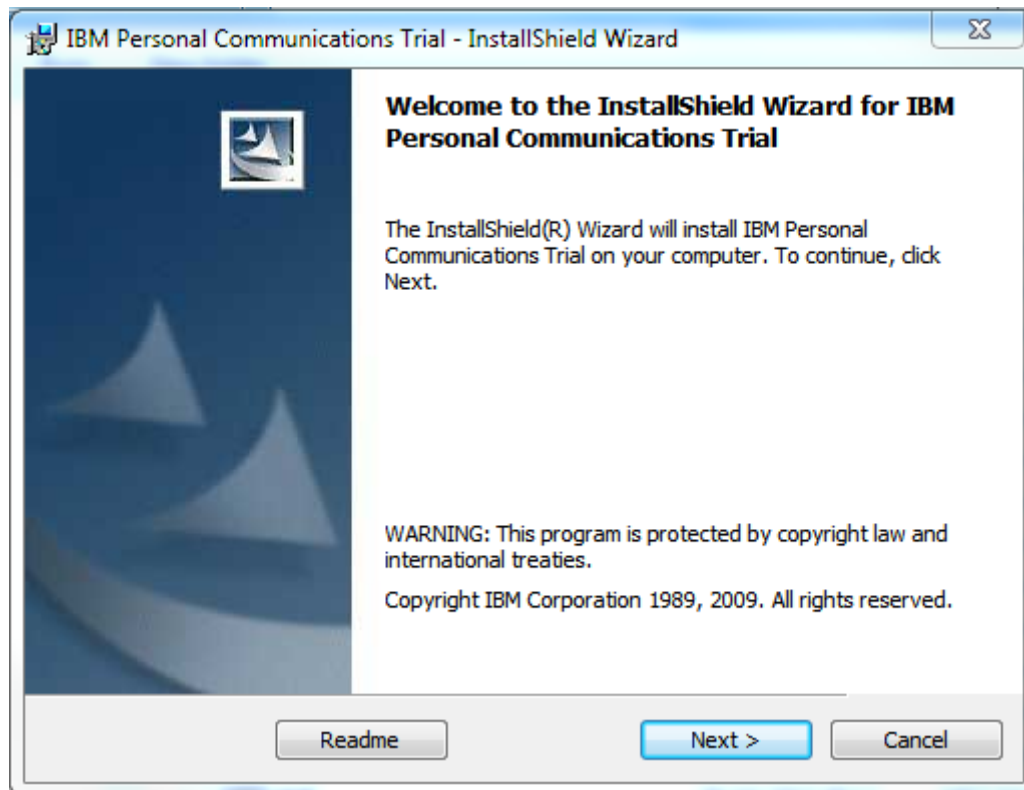 IBM Personal Communications Trial - InstallShield Wizard
Welcome to the InstallShield Wizard for IBM
Personal Communications Trial
The InstallShield(R) Wizard will install IBM Personal
Communications Trial on your computer. To continue, click
Next.
WARNING: This program is protected by copyright law and
international treaties.
Copyright IBM Corporation 1989, 2009. All rights reserved.
Readme
Next >
Cancel